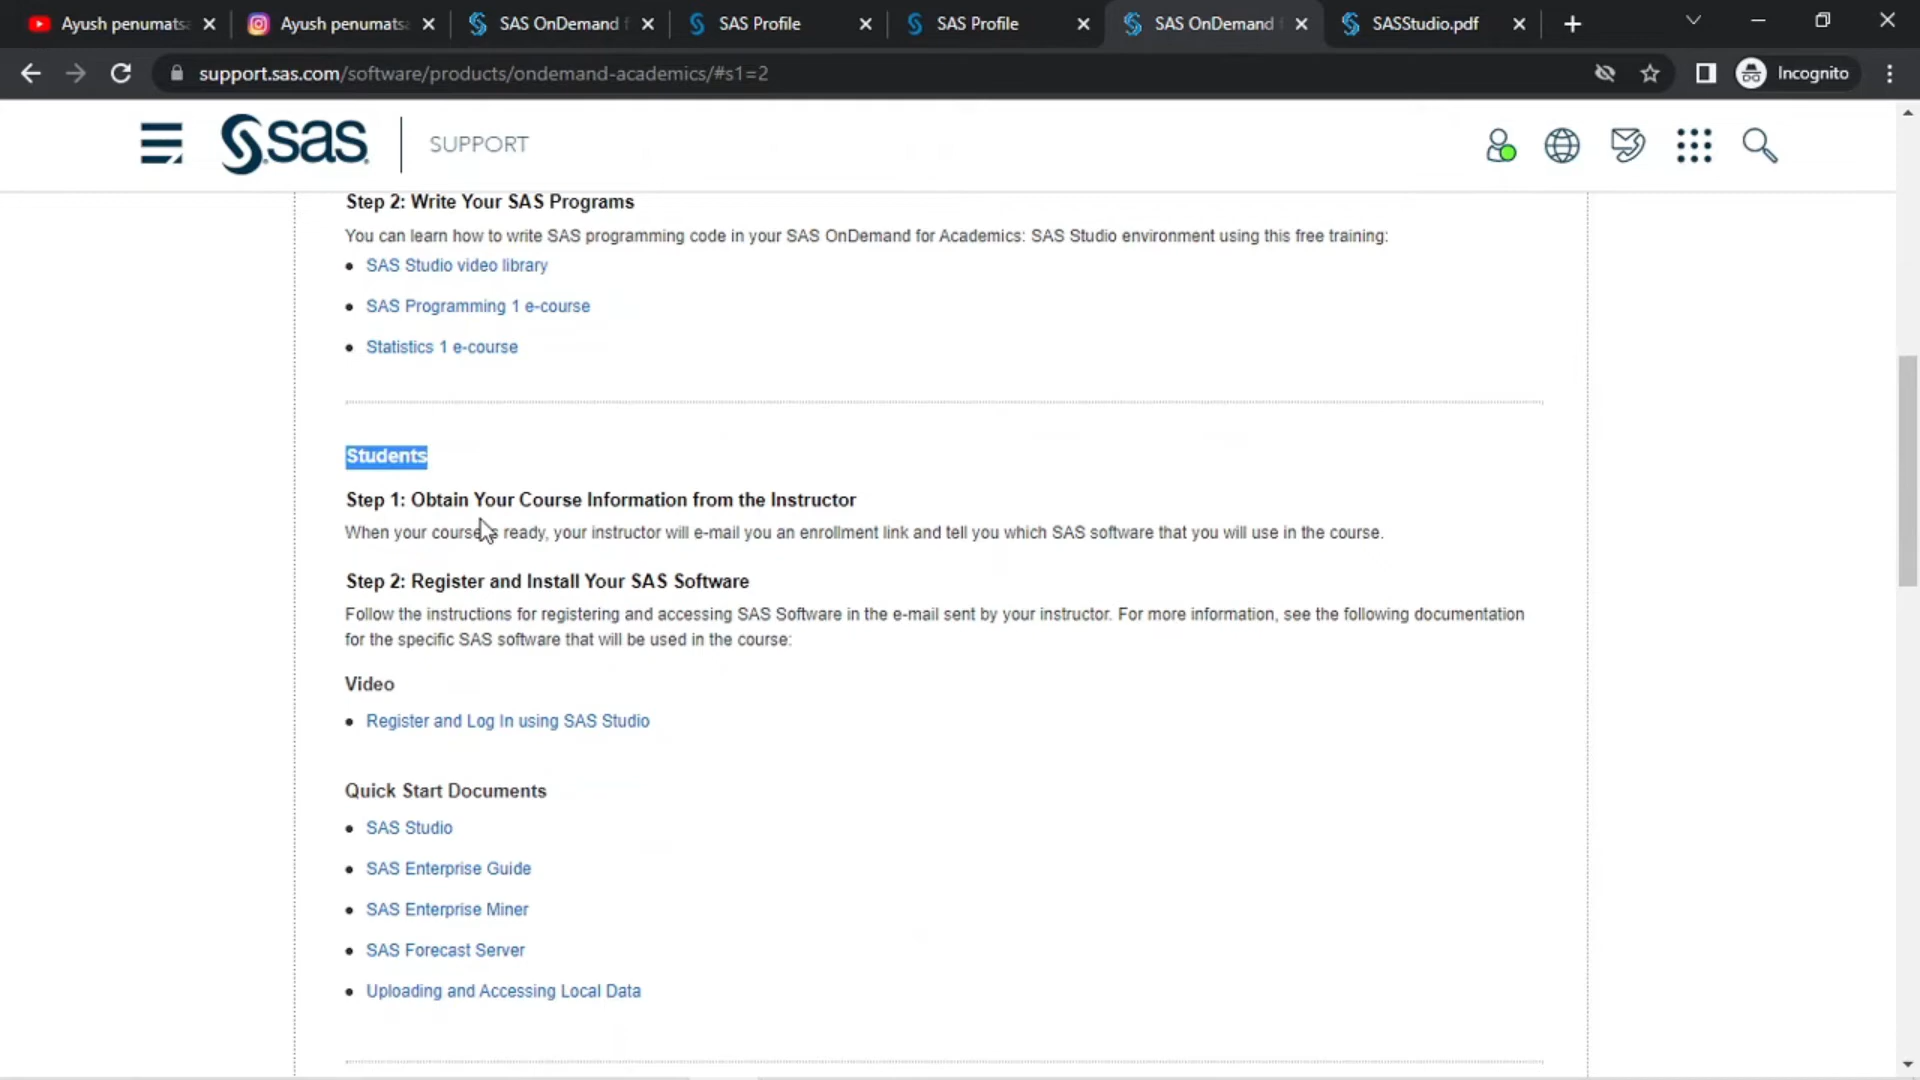 Ayush penumats
Ayush penumats
SAS OnDemand f
SAS Profile
SAS Profile
SAS OnDemand
SASStudio.pdf
support.sas.com/software/products/ondemand-academics/#s1=2
Incognito
sas
SUPPORT
Step 2: Write Your SAS Programs
You can learn how to write SAS programming code in your SAS OnDemand for Academics: SAS Studio environment using this free training:
SAS Studio video library
SAS Programming 1 e-course
Statistics 1 e-course
Students
Step 1: Obtain Your Course Information from the Instructor
When your course is ready, your instructor will e-mail you an enrollment link and tell you which SAS software that you will use in the course.
Step 2: Register and Install Your SAS Software
Follow the instructions for registering and accessing SAS Software in the e-mail sent by your instructor. For more information, see the following documentation
for the specific SAS software that will be used in the course:
Video
Register and Log In using SAS Studio
Quick Start Documents
SAS Studio
SAS Enterprise Guide
SAS Enterprise Miner
SAS Forecast Server
Uploading and Accessing Local Data